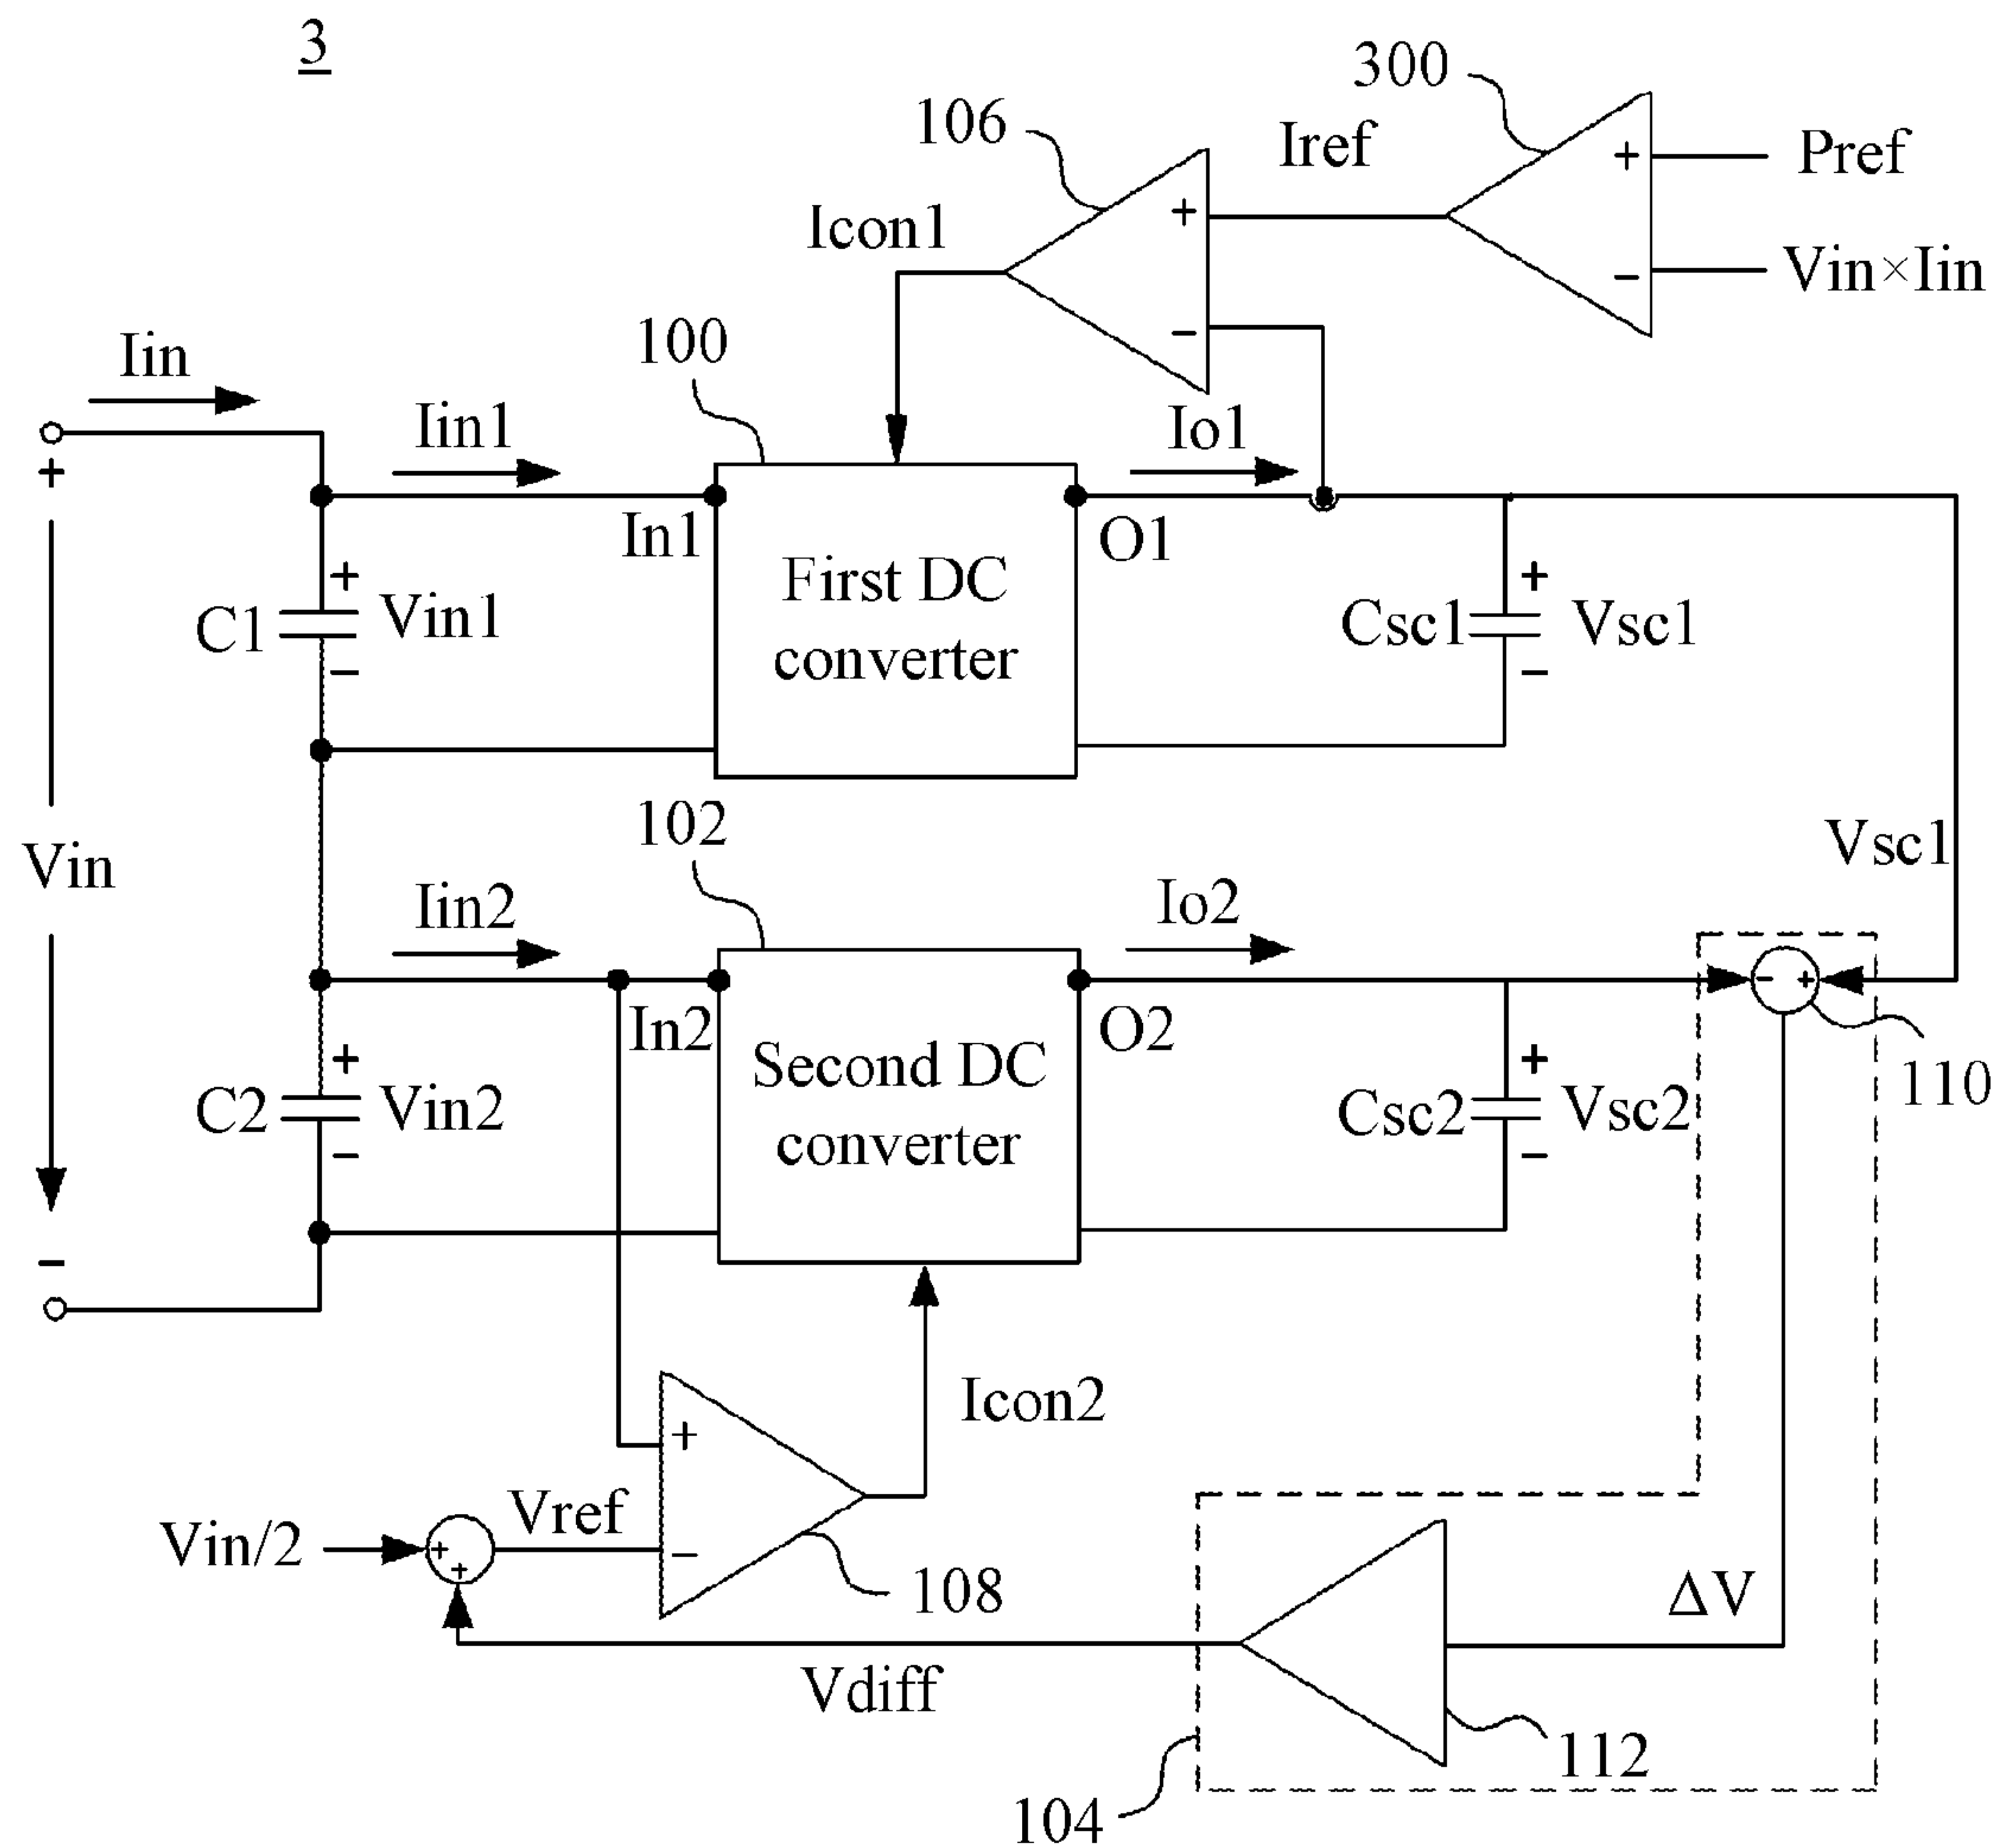 3
300
106
Iref
+
Pref
Icon1
+
−
Vin×Iin
−
100
Iin
Iin1
Io1
+
In1
O1
First DC
converter
+
C1
Vin1
−
+
Csc1
Vsc1
−
102
Vsc1
Vin
Iin2
Io2
In2
O2
- +
Second DC
converter
110
+
C2
Vin2
−
+
Csc2
Vsc2
−
−
Icon2
+
Vref
Vin/2
+
+
−
108
ΔV
Vdiff
112
104